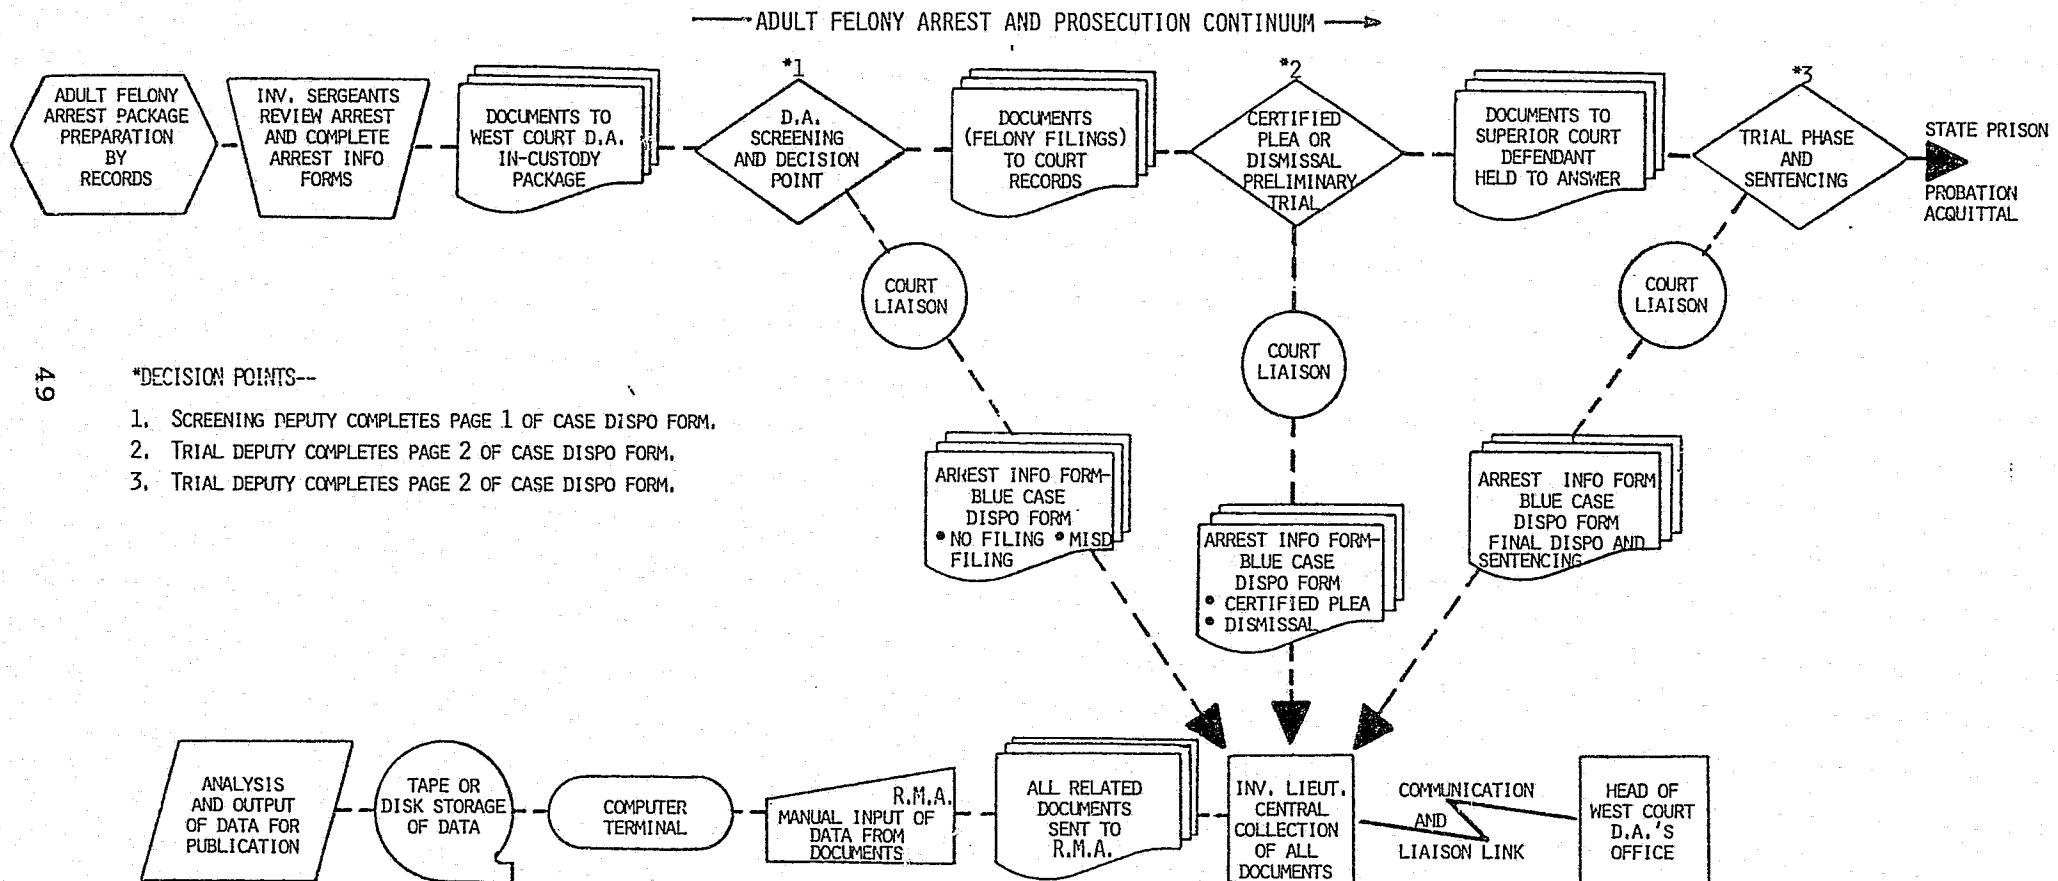 ADULT FELONY ARREST AND PROSECUTION CONTINUUM
ADULT FELONY
ARREST PACKAGE
PREPARATION
BY
RECORDS
INV. SERGEANTS
REVIEW ARREST
AND COMPLETE
ARREST INFO
FORMS
DOCUMENTS TO
WEST COURT D.A.
IN-CUSTODY
PACKAGE
*1
D.A.
SCREENING
AND DECISION
POINT
DOCUMENTS
(FELONY FILINGS)
TO COURT
RECORDS
*2
CERTIFIED
PLEA OR
DISMISSAL
PRELIMINARY
TRIAL
DOCUMENTS TO
SUPERIOR COURT
DEFENDANT
HELD TO ANSWER
*3
TRIAL PHASE
AND
SENTENCING
STATE PRISON
PROBATION
ACQUITTAL
COURT
LIAISON
COURT
LIAISON
COURT
LIAISON
49
*DECISION POINTS--
1. SCREENING DEPUTY COMPLETES PAGE 1 OF CASE DISPO FORM.
2. TRIAL DEPUTY COMPLETES PAGE 2 OF CASE DISPO FORM.
3. TRIAL DEPUTY COMPLETES PAGE 2 OF CASE DISPO FORM.
ARREST INFO FORM-
BLUE CASE
DISPO FORM
• NO FILING • MISD
FILING
ARREST INFO FORM-
BLUE CASE
DISPO FORM
• CERTIFIED PLEA
• DISMISSAL
ARREST INFO FORM
BLUE CASE
DISPO FORM
FINAL DISPO AND
SENTENCING
ANALYSIS
AND OUTPUT
OF DATA FOR
PUBLICATION
TAPE OR
DISK STORAGE
OF DATA
COMPUTER
TERMINAL
R.M.A.
MANUAL INPUT OF
DATA FROM
DOCUMENTS
ALL RELATED
DOCUMENTS
SENT TO
R.M.A.
INV. LIEUT.
CENTRAL
COLLECTION
OF ALL
DOCUMENTS
COMMUNICATION
AND
LIAISON LINK
HEAD OF
WEST COURT
D.A.'S
OFFICE